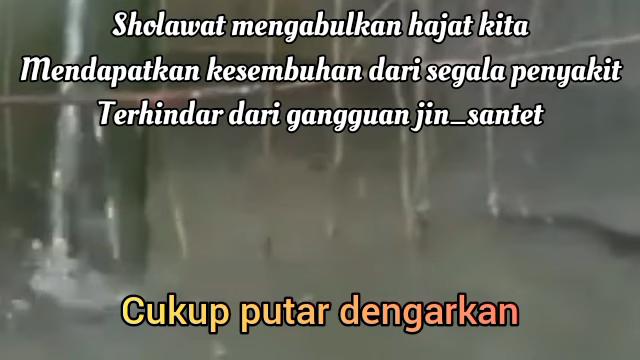 Sholawat mengabulkan hajat kita
Mendapatkan kesembuhan dari segala penyakit
Terhindar dari gangguan jin_santet
Cukup putar dengarkan